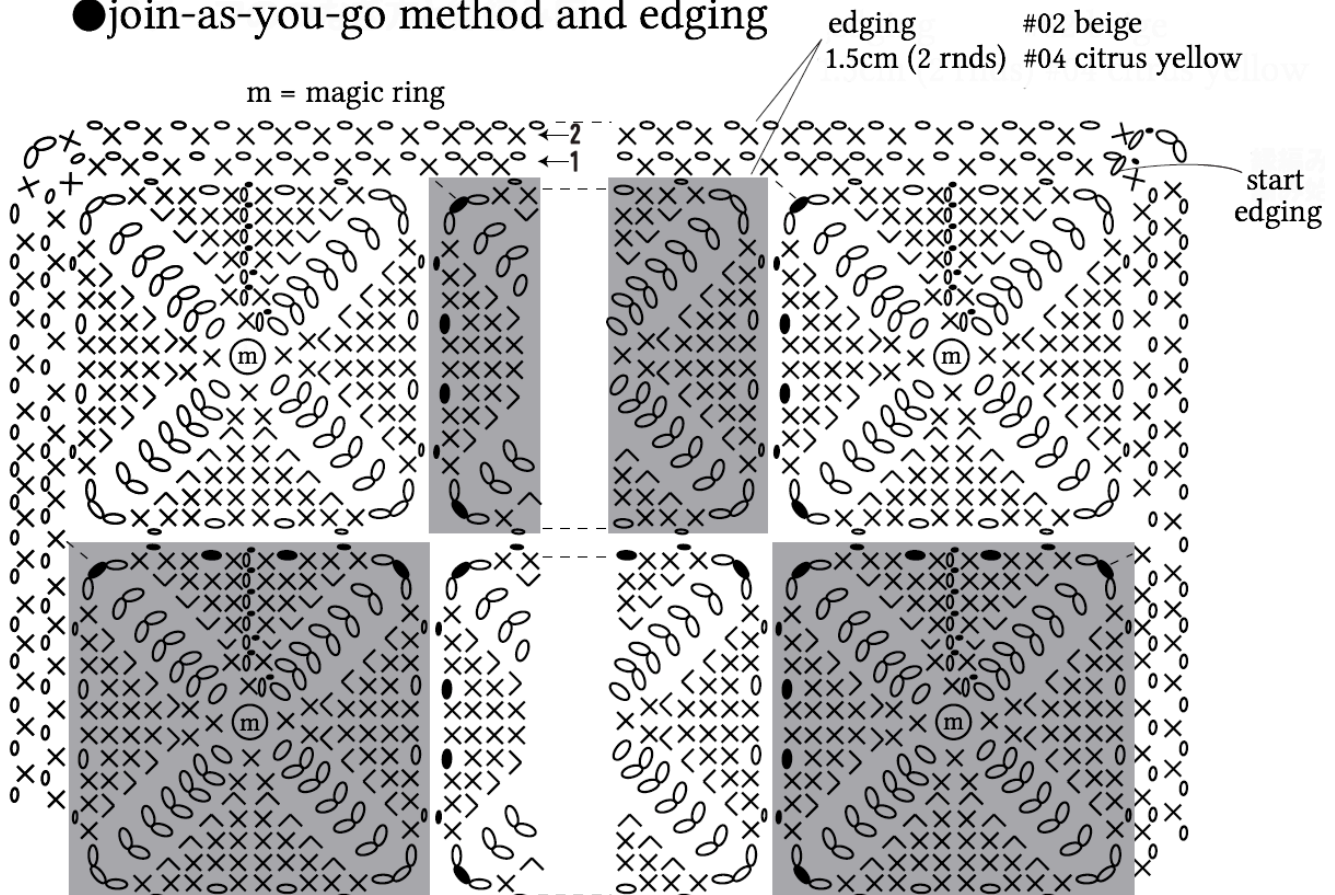 ●join-as-you-go method and edging
edging #02 beige
1.5cm (2 rnds) #04 citrus yellow
m = magic ring
2
1
start
edging
m
m
m
m